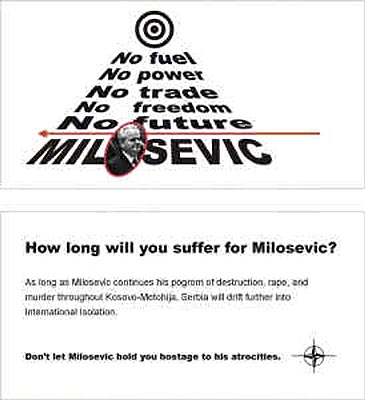 No fuel
No power
No trade
No freedom
No future
MILOSEVIC
How long will you suffer for Milosevic?
As long as Milosevic continues his pogrom of destruction, rape, and
murder throughout Kosovo-Metohija, Serbia will drift further into
international isolation.
Don't let Milosevic hold you hostage to his atrocities.